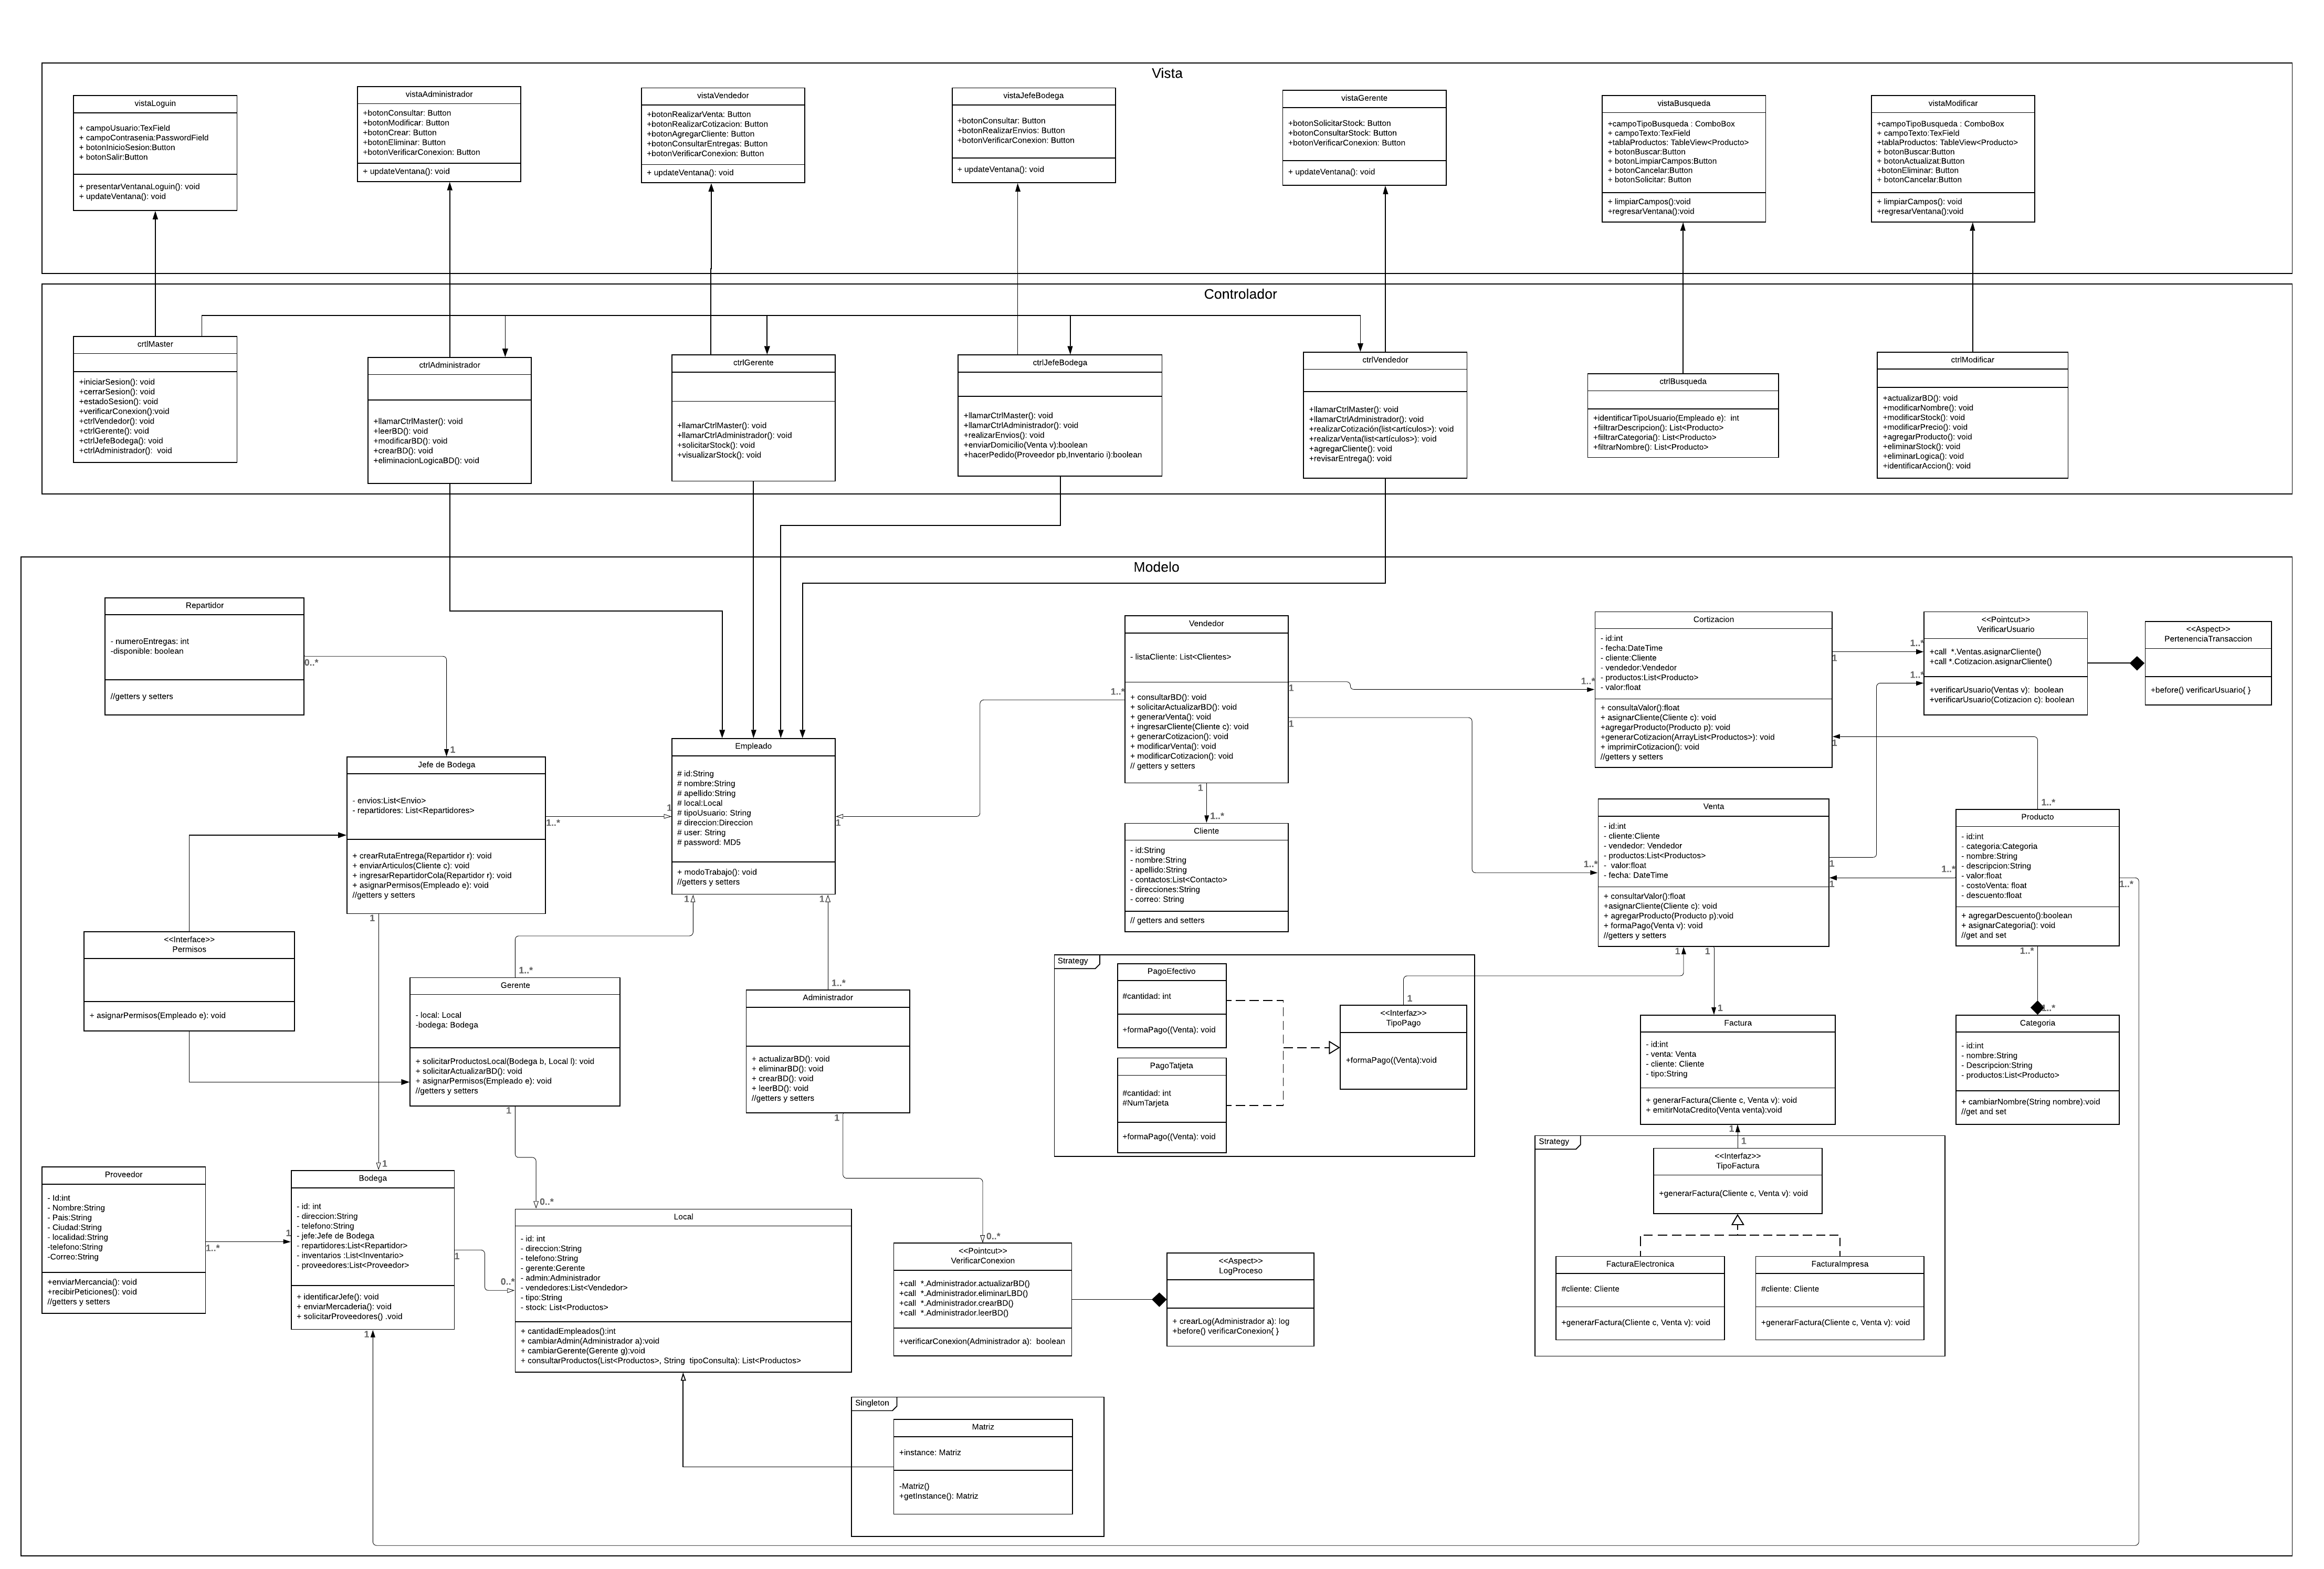 Vista
vistaLoguin
+ campoUsuario:TexField
+ campoContrasenia:PasswordField
+ botonInicioSesion:Button
+ botonSalir:Button
+ presentarVentanaLoguin(): void
+ updateVentana(): void
vistaAdministrador
+botonConsultar: Button
+botonModificar: Button
+botonCrear: Button
+botonEliminar: Button
+botonVerificarConexion: Button
+ updateVentana(): void
vistaVendedor
+botonRealizarVenta: Button
+botonRealizarCotizacion: Button
+botonAgregarCliente: Button
+botonConsultarEntregas: Button
+botonVerificarConexion: Button
+ updateVentana(): void
vistaJefeBodega
+botonConsultar: Button
+botonRealizarEnvios: Button
+botonVerificarConexion: Button
+ updateVentana(): void
vistaGerente
+botonSolicitarStock: Button
+botonConsultarStock: Button
+botonVerificarConexion: Button
+ updateVentana(): void
vistaBusqueda
+campoTipoBusqueda : ComboBox
+ campoTexto:TexField
+tablaProductos: TableView<Producto>
+ botonBuscar:Button
+ botonLimpiarCampos:Button
+ botonCancelar:Button
+ botonSolicitar: Button
+ limpiarCampos():void
+regresarVentana():void
vistaModificar
+campoTipoBusqueda : ComboBox
+ campoTexto:TexField
+tablaProductos: TableView<Producto>
+ botonBuscar:Button
+ botonActualizat:Button
+botonEliminar: Button
+ botonCancelar:Button
+ limpiarCampos(): void
+regresarVentana():void
Controlador
crtlMaster
+iniciarSesion(): void
+cerrarSesion(): void
+estadoSesion(): void
+verificarConexion():void
+ctrlVendedor(): void
+ctrlGerente(): void
+ctrlJefeBodega(): void
+ctrlAdministrador(): void
ctrlAdministrador
+llamarCtrlMaster(): void
+leerBD(): void
+modificarBD(): void
+crearBD(): void
+eliminacionLogicaBD(): void
ctrlGerente
+llamarCtrlMaster(): void
+llamarCtrlAdministrador(): void
+solicitarStock(): void
+visualizarStock(): void
ctrlJefeBodega
+llamarCtrlMaster(): void
+llamarCtrlAdministrador(): void
+realizarEnvios(): void
+enviarDomicilio(Venta v):boolean
+hacerPedido(Proveedor pb,Inventario i):boolean
ctrlVendedor
+llamarCtrlMaster(): void
+llamarCtrlAdministrador(): void
+realizarCotización(list<artículos>): void
+realizarVenta(list<artículos>): void
+agregarCliente(): void
+revisarEntrega(): void
ctrlBusqueda
+identificarTipoUsuario(Empleado e): int
+fiiltrarDescripcion(): List<Producto>
+fiiltrarCategoria(): List<Producto>
+filtrarNombre(): List<Producto>
ctrlModificar
+actualizarBD(): void
+modificarNombre(): void
+modificarStock(): void
+modificarPrecio(): void
+agregarProducto(): void
+eliminarStock(): void
+eliminarLogica(): void
+identificarAccion(): void
Modelo
Repartidor
- numeroEntregas: int
-disponible: boolean
//getters y setters
0..*
1
Jefe de Bodega
- envios:List<Envio>
- repartidores: List<Repartidores>
+ crearRutaEntrega(Repartidor r): void
+ enviarArticulos(Cliente c): void
+ ingresarRepartidorCola(Repartidor r): void
+ asignarPermisos(Empleado e): void
//getters y setters
1..*
1
1
Empleado
# id:String
# nombre:String
# apellido:String
# local:Local
# tipoUsuario: String
# direccion:Direccion
# user: String
# password: MD5
+ modoTrabajo(): void
//getters y setters
1
1
1
Vendedor
- listaCliente: List<Clientes>
+ consultarBD(): void
+ solicitarActualizarBD(): void
+ generarVenta(): void
+ ingresarCliente(Cliente c): void
+ generarCotizacion(): void
+ modificarVenta(): void
+ modificarCotizacion(): void
// getters y setters
1..*
1
1
1
1..*
Cliente
- id:String
- nombre:String
- apellido:String
- contactos:List<Contacto>
- direcciones:String
- correo: String
// getters and setters
1..*
Cortizacion
- id:int
- fecha:DateTime
- cliente:Cliente
- vendedor:Vendedor
- productos:List<Producto>
- valor:float
+ consultaValor():float
+ asignarCliente(Cliente c): void
+agregarProducto(Producto p): void
+generarCotizacion(ArrayList<Productos>): void
+ imprimirCotizacion(): void
//getters y setters
1
1
1..*
1..*
<<Pointcut>>
VerificarUsuario
+call *.Ventas.asignarCliente()
+call *.Cotizacion.asignarCliente()
+verificarUsuario(Ventas v): boolean
+verificarUsuario(Cotizacion c): boolean
<<Aspect>>
PertenenciaTransaccion
+before() verificarUsuario{ }
1..*
Venta
- id:int
- cliente:Cliente
- vendedor: Vendedor
- productos:List<Productos>
- valor:float
- fecha: DateTime
+ consultarValor():float
+asignarCliente(Cliente c): void
+ agregarProducto(Producto p):void
+ formaPago(Venta v): void
//getters y setters
1
1
1
1
1..*
1..*
Producto
- id:int
- categoria:Categoria
- nombre:String
- descripcion:String
- valor:float
- costoVenta: float
- descuento:float
+ agregarDescuento():boolean
+ asignarCategoria(): void
//get and set
1..*
1..*
1..*
Categoria
- id:int
- nombre:String
- Descripcion:String
- productos:List<Producto>
+ cambiarNombre(String nombre):void
//get and set
<<Interface>>
Permisos
+ asignarPermisos(Empleado e): void
1..*
Gerente
- local: Local
-bodega: Bodega
+ solicitarProductosLocal(Bodega b, Local l): void
+ solicitarActualizarBD(): void
+ asignarPermisos(Empleado e): void
//getters y setters
1
1..*
Administrador
+ actualizarBD(): void
+ eliminarBD(): void
+ crearBD(): void
+ leerBD(): void
//getters y setters
1
Strategy
PagoEfectivo
#cantidad: int
+formaPago((Venta): void
PagoTatjeta
#cantidad: int
#NumTarjeta
+formaPago((Venta): void
1
<<Interfaz>>
TipoPago
+formaPago((Venta):void
1
Factura
- id:int
- venta: Venta
- cliente: Cliente
- tipo:String
+ generarFactura(Cliente c, Venta v): void
+ emitirNotaCredito(Venta venta):void
1
1
Strategy
<<Interfaz>>
TipoFactura
+generarFactura(Cliente c, Venta v): void
FacturaElectronica
#cliente: Cliente
+generarFactura(Cliente c, Venta v): void
FacturaImpresa
#cliente: Cliente
+generarFactura(Cliente c, Venta v): void
Proveedor
- Id:int
- Nombre:String
- Pais:String
- Ciudad:String
- localidad:String
-telefono:String
-Correo:String
+enviarMercancia(): void
+recibirPeticiones(): void
//getters y setters
1..*
1
1
Bodega
- id: int
- direccion:String
- telefono:String
- jefe:Jefe de Bodega
- repartidores:List<Repartidor>
- inventarios :List<Inventario>
- proveedores:List<Proveedor>
+ identificarJefe(): void
+ enviarMercaderia(): void
+ solicitarProveedores() .void
1
1
0..*
0..*
Local
- id: int
- direccion:String
- telefono:String
- gerente:Gerente
- admin:Administrador
- vendedores:List<Vendedor>
- tipo:String
- stock: List<Productos>
+ cantidadEmpleados():int
+ cambiarAdmin(Administrador a):void
+ cambiarGerente(Gerente g):void
+ consultarProductos(List<Productos>, String tipoConsulta): List<Productos>
0..*
<<Pointcut>>
VerificarConexion
+call *.Administrador.actualizarBD()
+call *.Administrador.eliminarLBD()
+call *.Administrador.crearBD()
+call *.Administrador.leerBD()
+verificarConexion(Administrador a): boolean
<<Aspect>>
LogProceso
+ crearLog(Administrador a): log
+before() verificarConexion{ }
Singleton
Matriz
+instance: Matriz
-Matriz()
+getInstance(): Matriz